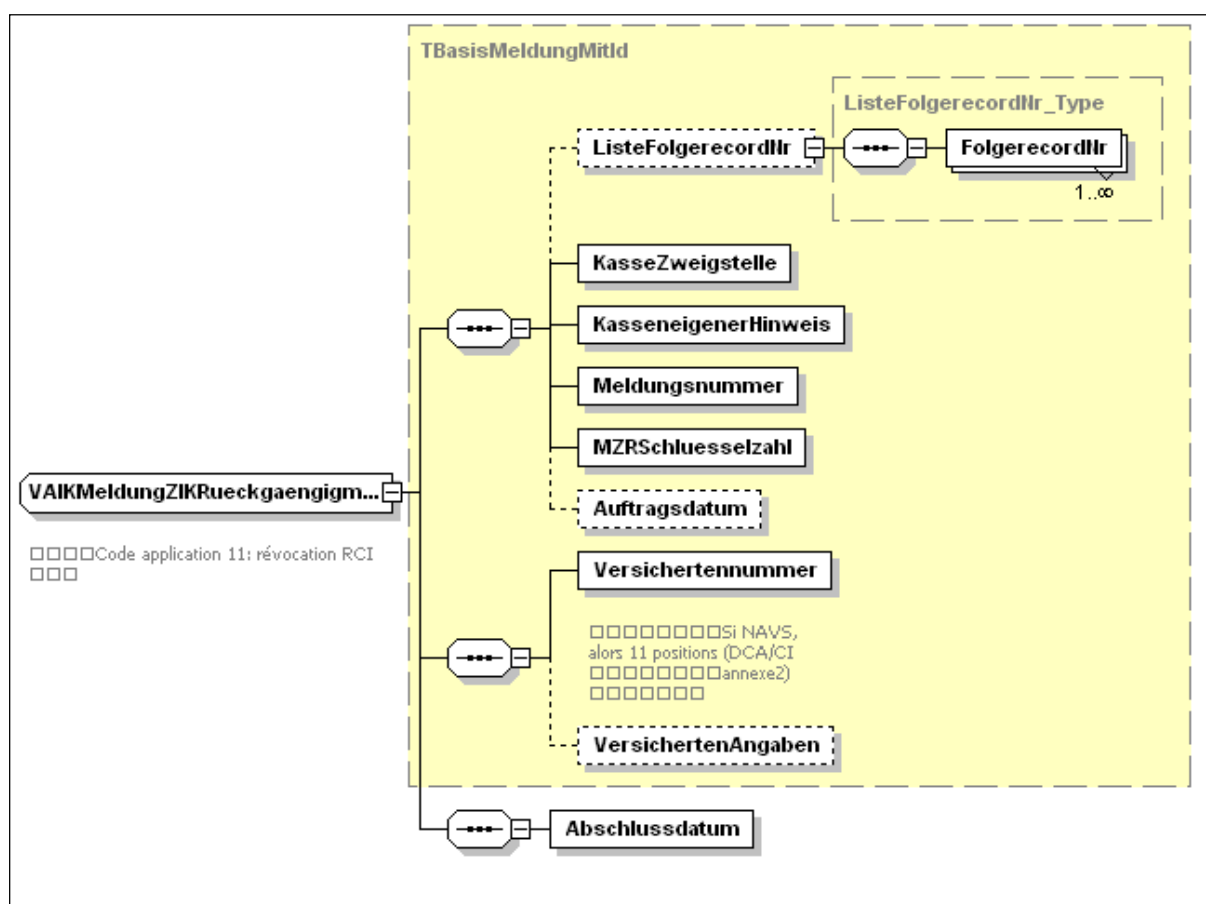 TBasisMeldungMitId
ListeFolgerecordNr_Type
ListeFolgerecordNr
FolgerecordNr
1..∞
KasseZweigstelle
KasseneigenerHinweis
Meldungsnummer
MZRSchluesselzahl
Auftragsdatum
VAIKMeldungZIKRueckgaengigm...
□□□□Code application 11: révocation RCI
□□□
Versichertennummer
□□□□□□□□Si NAVS,
alors 11 positions (DCA/CI
□□□□□□□□annexe2)
□□□□□□□
VersichertenAngaben
Abschlussdatum